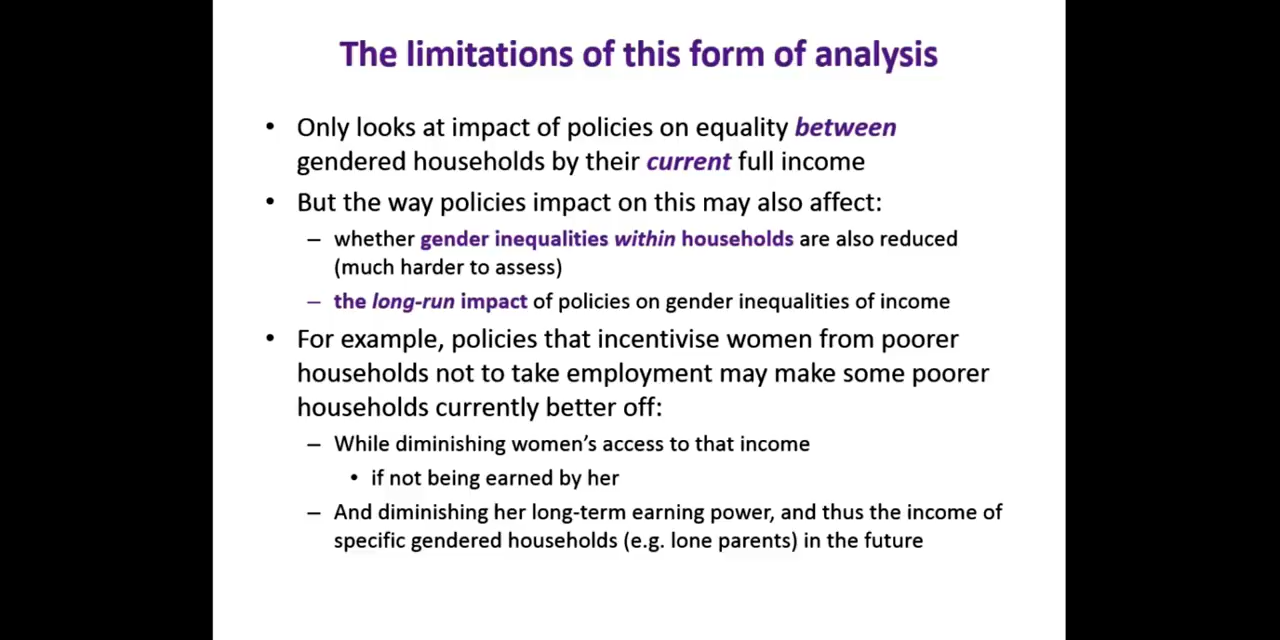 The limitations of this form of analysis
• Only looks at impact of policies on equality between
gendered households by their current full income
• But the way policies impact on this may also affect:
– whether gender inequalities within households are also reduced
(much harder to assess)
– the long-run impact of policies on gender inequalities of income
• For example, policies that incentivise women from poorer
households not to take employment may make some poorer
households currently better off:
– While diminishing women's access to that income
• if not being earned by her
– And diminishing her long-term earning power, and thus the income of
specific gendered households (e.g. lone parents) in the future